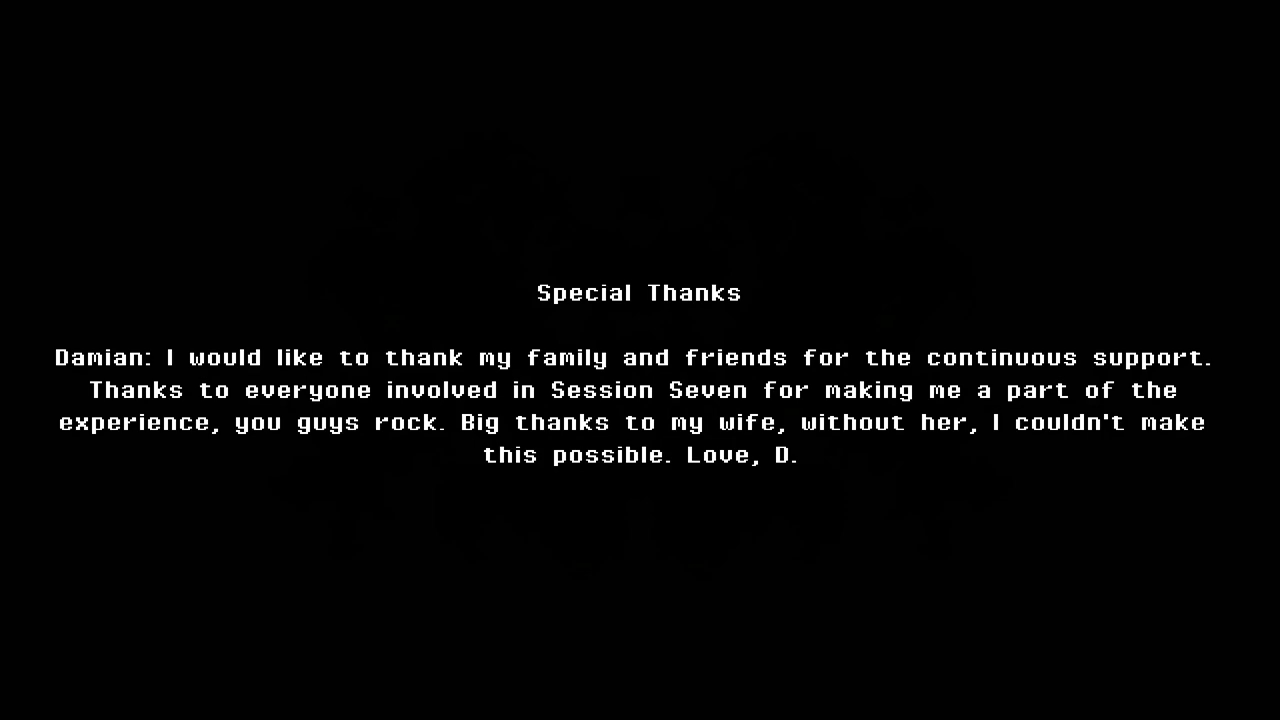 Special Thanks
Damian: I would like to thank my family and friends for the continuous support.
Thanks to everyone involved in Session Seven for making me a part of the
experience, you guys rock. Big thanks to my wife, without her, I couldn't make
this possible. Love, D.